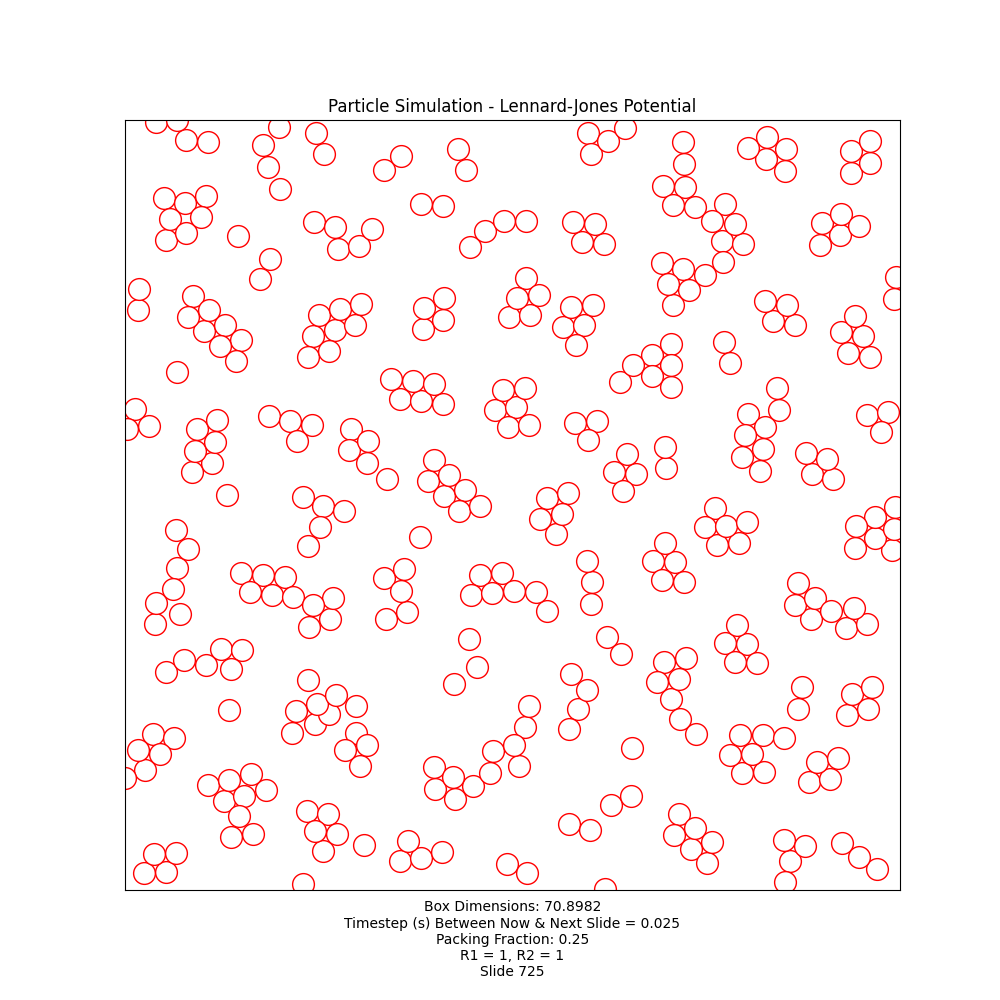 Particle Simulation - Lennard-Jones Potential
Box Dimensions: 70.8982
Timestep (s) Between Now & Next Slide = 0.025
Packing Fraction: 0.25
R1 = 1, R2 = 1
Slide 725